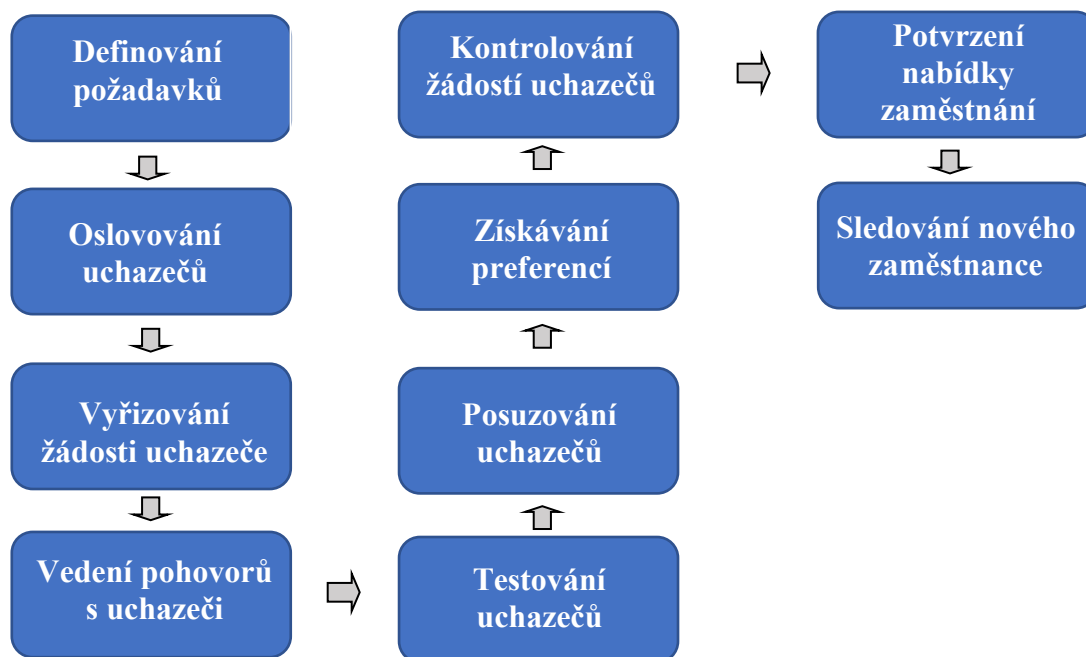 Definování
požadavků
Oslovování
uchazečů
Vyřizování
žádosti uchazeče
Vedení pohovorů
s uchazeči
Testování
uchazečů
Posuzování
uchazečů
Získávání
preferencí
Kontrolování
žádostí uchazečů
Potvrzení
nabídky
zaměstnání
Sledování nového
zaměstnance